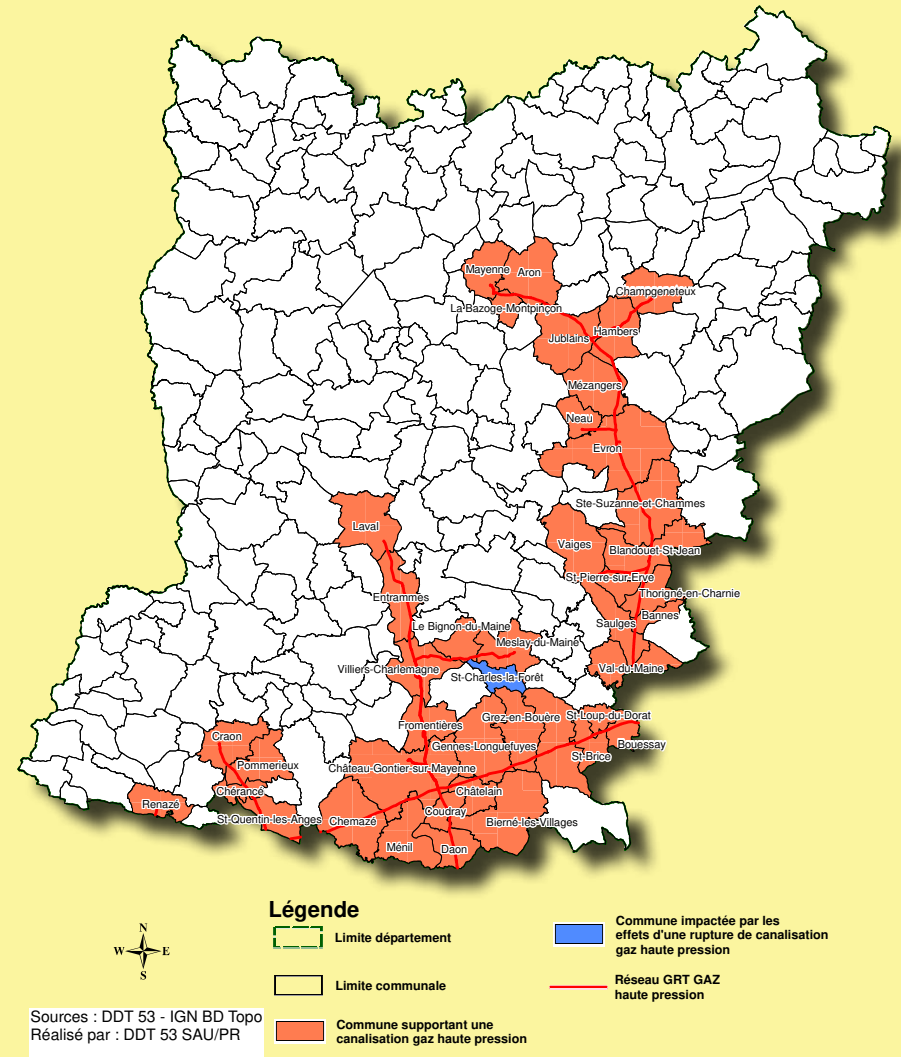 Mayenne
Aron
Champgeneteux
La Bazoge-Montpinçon
Hambers
Jublains
Mézangers
Neau
Evron
Ste-Suzanne-et-Chammes
Laval
Vaiges
Blandouet-St-Jean
St-Pierre-sur-Erve
Thorigné-en-Charnie
Entrammes
Bannes
Saulges
Le Bignon-du-Maine
Meslay-du-Maine
Villiers-Charlemagne
Val-du-Maine
St-Charles-la-Forêt
Grez-en-Bouère
St-Loup-du-Dorat
Fromentières
Craon
Gennes-Longuefuyes
Bouessay
St-Brice
Pommerieux
Château-Gontier-sur-Mayenne
Chérancé
Châtelain
Renazé
Coudray
St-Quentin-les-Anges
Chemazé
Bierné-les-Villages
Ménil
Daon
Légende
Limite département
Limite communale
Commune supportant une
canalisation gaz haute pression
Commune impactée par les
effets d'une rupture de canalisation
gaz haute pression
Réseau GRT GAZ
haute pression
N
W E
S
Sources : DDT 53 - IGN BD Topo
Réalisé par : DDT 53 SAU/PR